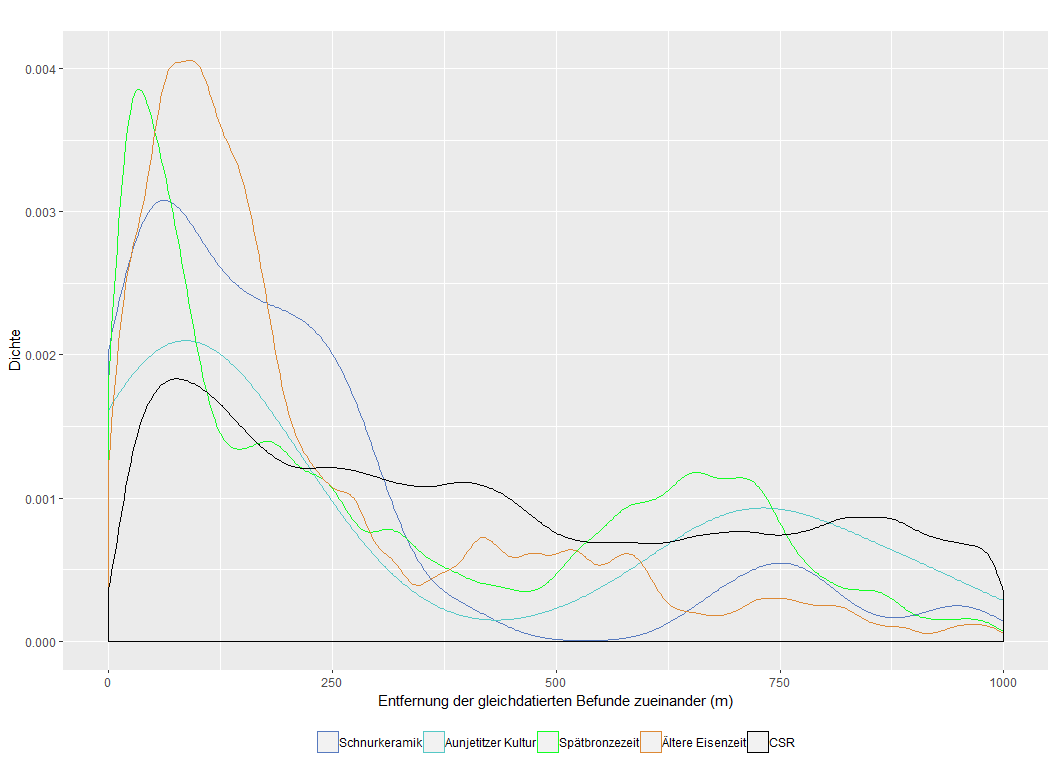 Dichte
0.004
0.003
0.002
0.001
0.000
0 250 500 750 1000
Entfernung der gleichdatierten Befunde zueinander (m)
Schnurkeramik Aunjetitzer Kultur Spätbronzezeit Ältere Eisenzeit CSR